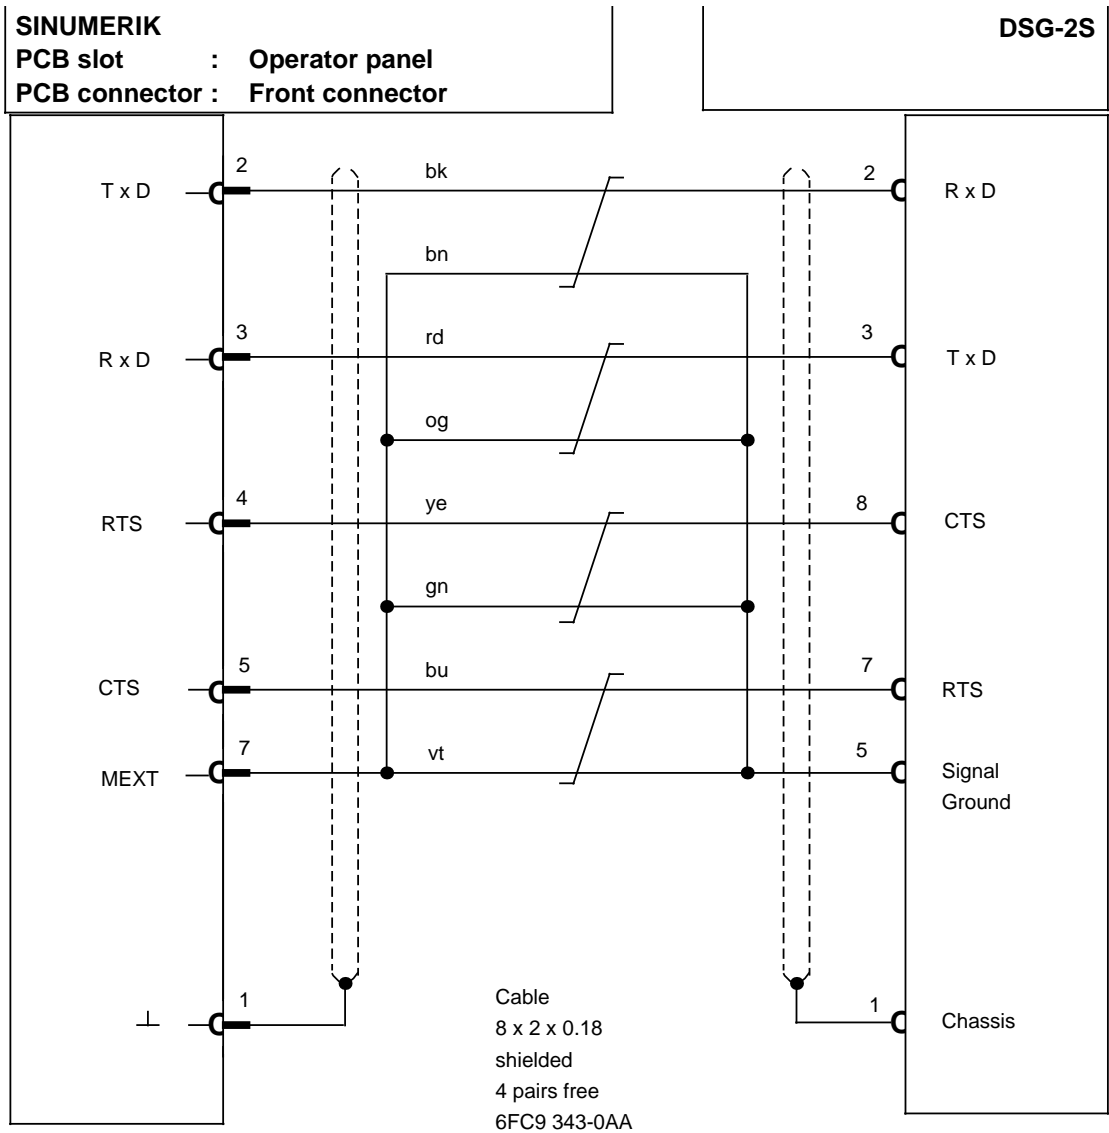 SINUMERIK
PCB slot : Operator panel
PCB connector : Front connector
DSG-2S
T x D 2 bk 2 R x D
bn
R x D 3 rd 3 T x D
og
RTS 4 ye 8 CTS
gn
CTS 5 bu 7 RTS
MEXT 7 vt 5 Signal
Ground
1 1 Chassis
Cable
8 x 2 x 0.18
shielded
4 pairs free
6FC9 343-0AA